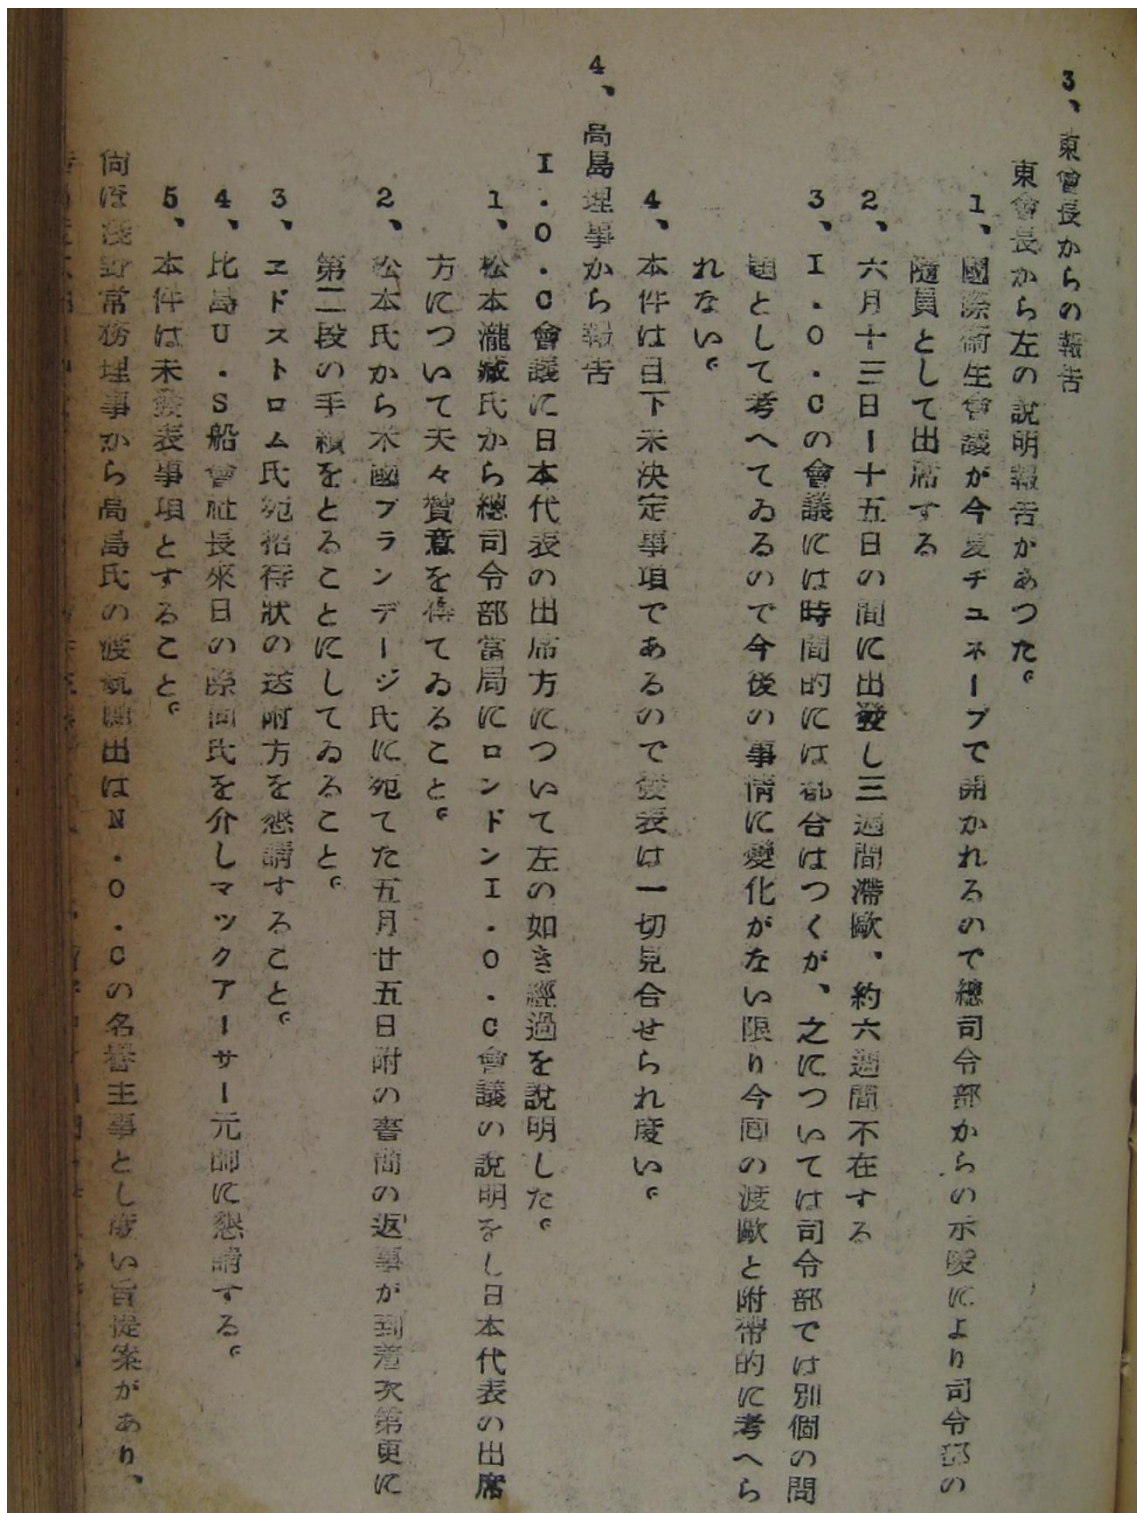 3、東會長からの報告
東會長から左の說明報告があつた。
1、國際衞生會議が今夏チユネーブで開かれるので總司令部からの示唆により司令部の
隨員として出席する
2、六月十三日ー十五日の間に出發し三週間滯歐、約六週間不在する
3、I・O・Cの會議には時間的には都合はつくが、之については司令部では別個の問
題として考へてゐるので今後の事情に變化がない限り今囘の渡歐と附帶的に考へら
れない。
4、本件は目下未決定事項であるので發表は一切見合せられ度い。
4、高島理事から報告
I・O・C會議に日本代表の出席方について左の如き經過を說明した。
1、松本瀧藏氏から總司令部當局にロンドンI・O・C會議の說明をし日本代表の出席
方について夫々贊意を得てゐること。
2、松本氏から米國ブランデージ氏に宛てた五月廿五日附の書簡の返事が到着次第更に
第二段の手續をとることにしてゐること。
3、ヱドストロム氏宛招待狀の送附方を懇請すること。
4、比島U・S船會社長來日の際同氏を介しマツクアーサー元帥に懇請する。
5、本件は未發表事項とすること。
尙ほ淺野常務理事から高島氏の渡航願出はN・O・Cの名譽主事とし度い旨提案があり、